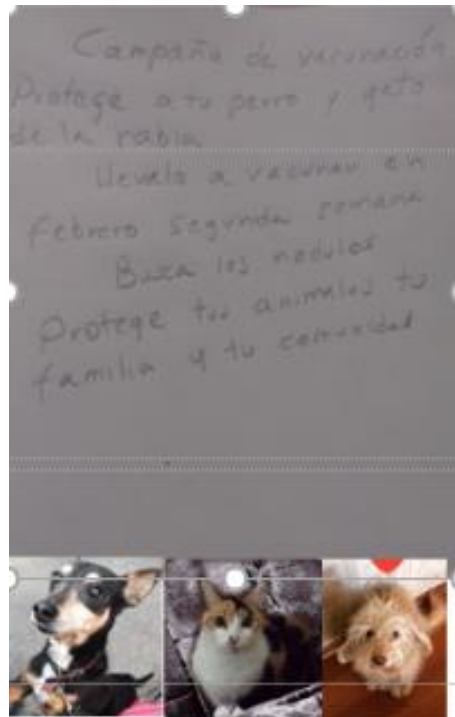 Campaña de vacunación
Protege a tu perro y gato
de la rabia
Llevalo a vacunar en
febrero segunda semana
Busca los modulos
Protege tus animales tu
familia y tu comunidad